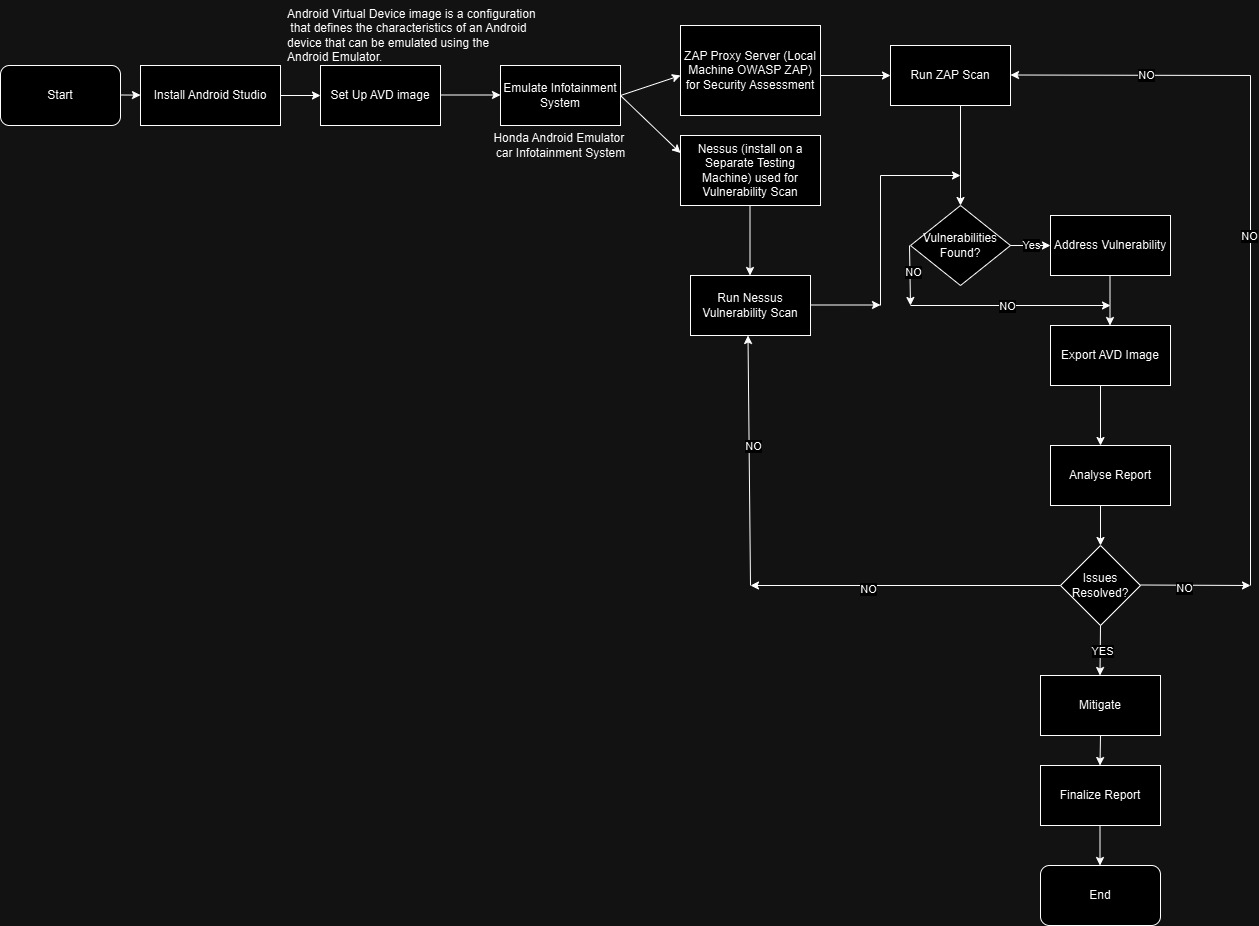 Android Virtual Device image is a configuration
that defines the characteristics of an Android
device that can be emulated using the
Android Emulator.
Start
Install Android Studio
Set Up AVD image
Emulate Infotainment
System
Honda Android Emulator
car Infotainment System
ZAP Proxy Server (Local
Machine OWASP ZAP)
for Security Assessment
Run ZAP Scan
NO
Nessus (install on a
Separate Testing
Machine) used for
Vulnerability Scan
Vulnerabilities
Found?
Yes
Address Vulnerability
NO
NO
NO
Run Nessus
Vulnerability Scan
Export AVD Image
NO
Analyse Report
Issues
Resolved?
NO
NO
YES
Mitigate
Finalize Report
End